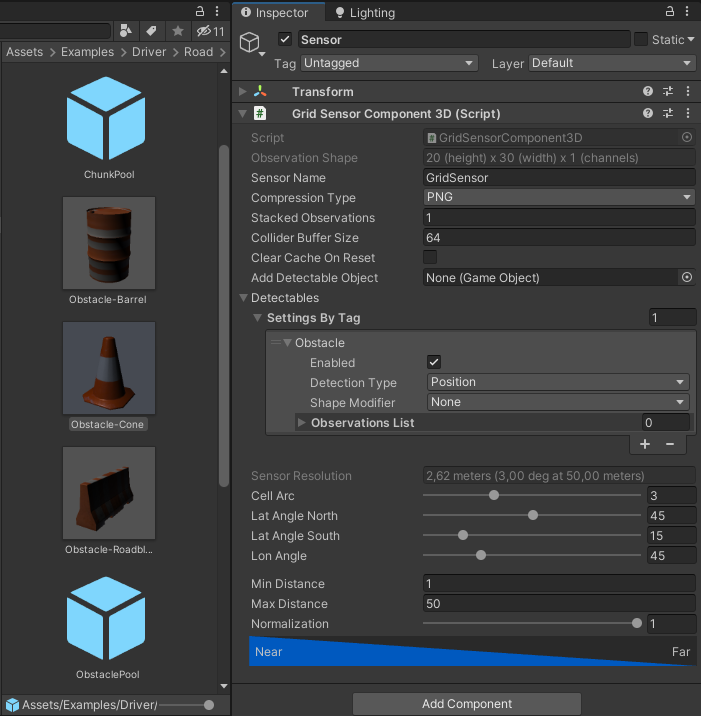 11
Assets > Examples > Driver > Road >
ChunkPool
Obstacle-Barrel
Obstacle-Cone
Obstacle-Roadbl...
ObstaclePool
Assets/Examples/Driver/
Inspector
Lighting
Sensor
Static
Tag Untagged
Layer Default
Transform
Grid Sensor Component 3D (Script)
Script GridSensorComponent3D
Observation Shape 20 (height) x 30 (width) x 1 (channels)
Sensor Name GridSensor
Compression Type PNG
Stacked Observations 1
Collider Buffer Size 64
Clear Cache On Reset
Add Detectable Object None (Game Object)
Detectables
Settings By Tag 1
Obstacle
Enabled
Detection Type Position
Shape Modifier None
Observations List 0
+ −
Sensor Resolution 2,62 meters (3,00 deg at 50,00 meters)
Cell Arc 3
Lat Angle North 45
Lat Angle South 15
Lon Angle 45
Min Distance 1
Max Distance 50
Normalization 1
Near Far
Add Component